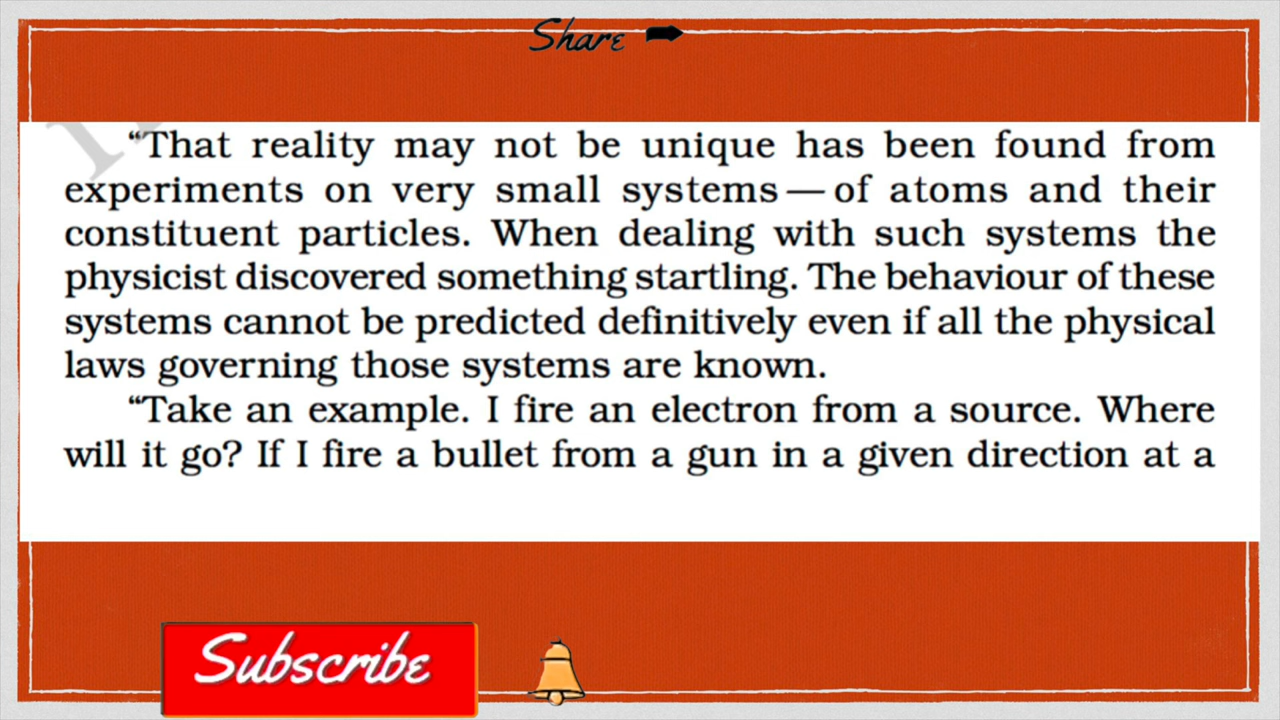 Share
“That reality may not be unique has been found from
experiments on very small systems — of atoms and their
constituent particles. When dealing with such systems the
physicist discovered something startling. The behaviour of these
systems cannot be predicted definitively even if all the physical
laws governing those systems are known.
“Take an example. I fire an electron from a source. Where
will it go? If I fire a bullet from a gun in a given direction at a
Subscribe